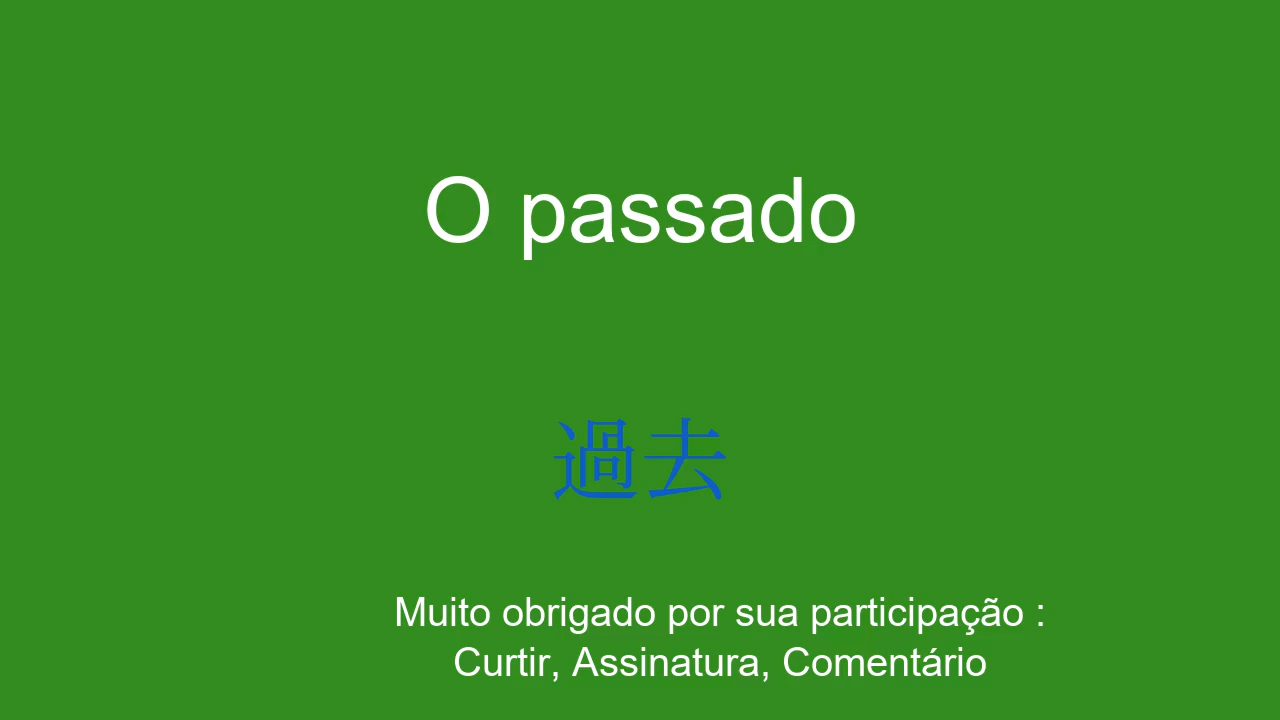 O passado
過去
Muito obrigado por sua participação :
Curtir, Assinatura, Comentário